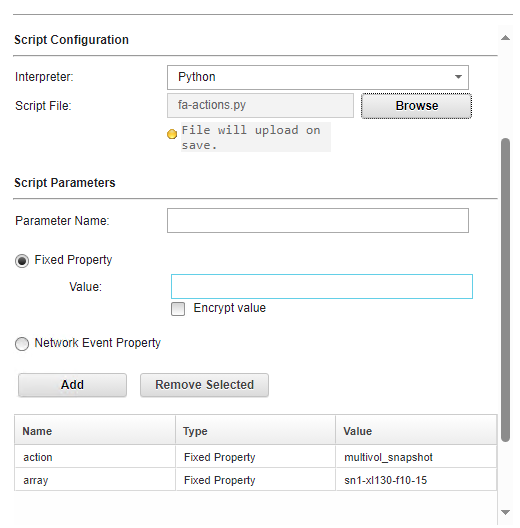 Script Configuration
Interpreter: Python
Script File: fa-actions.py Browse
File will upload on
save.
Script Parameters
Parameter Name:
Fixed Property
Value:
Encrypt value
Network Event Property
Add Remove Selected
Name Type Value
action Fixed Property multivol_snapshot
array Fixed Property sn1-xl130-f10-15